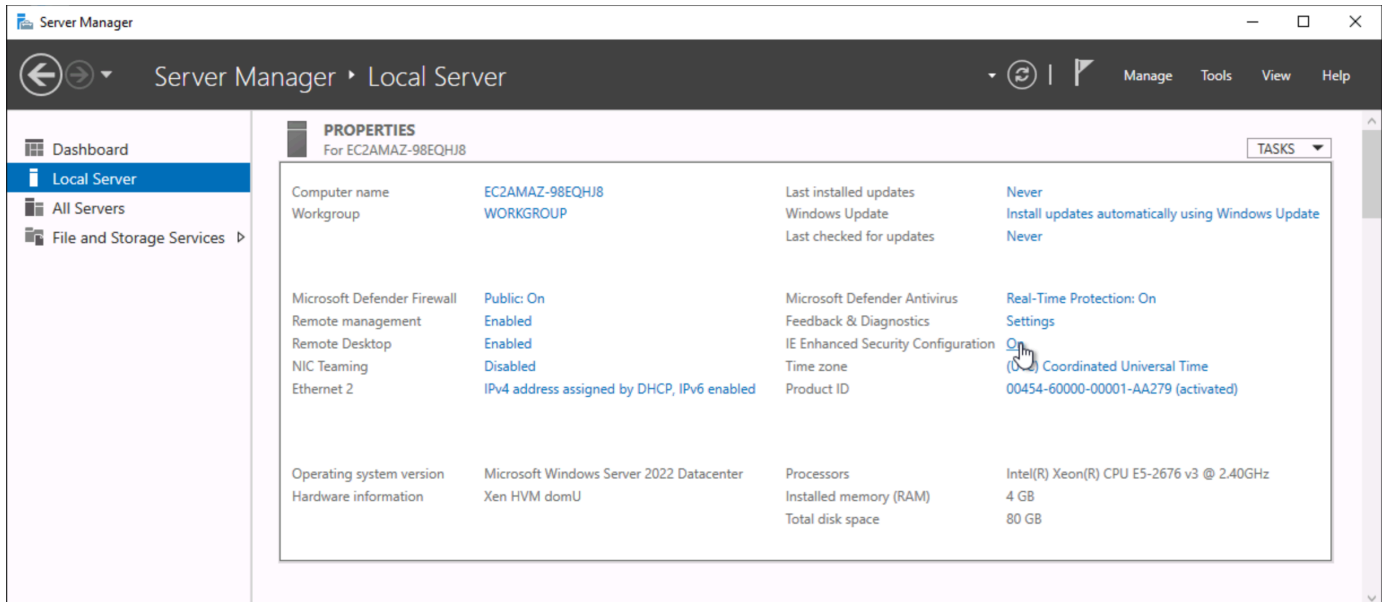 Server Manager
Server Manager ‣ Local Server
Manage Tools View Help
Dashboard
Local Server
All Servers
File and Storage Services
PROPERTIES
For EC2AMAZ-98EQHJ8
TASKS
Computer name EC2AMAZ-98EQHJ8 Last installed updates Never
Workgroup WORKGROUP Windows Update Install updates automatically using Windows Update
Last checked for updates Never
Microsoft Defender Firewall Public: On Microsoft Defender Antivirus Real-Time Protection: On
Remote management Enabled Feedback & Diagnostics Settings
Remote Desktop Enabled IE Enhanced Security Configuration On
NIC Teaming Disabled Time zone Coordinated Universal Time
Ethernet 2 IPv4 address assigned by DHCP, IPv6 enabled Product ID 00454-60000-00001-AA279 (activated)
Operating system version Microsoft Windows Server 2022 Datacenter Processors Intel(R) Xeon(R) CPU E5-2676 v3 @ 2.40GHz
Hardware information Xen HVM domU Installed memory (RAM) 4 GB
Total disk space 80 GB